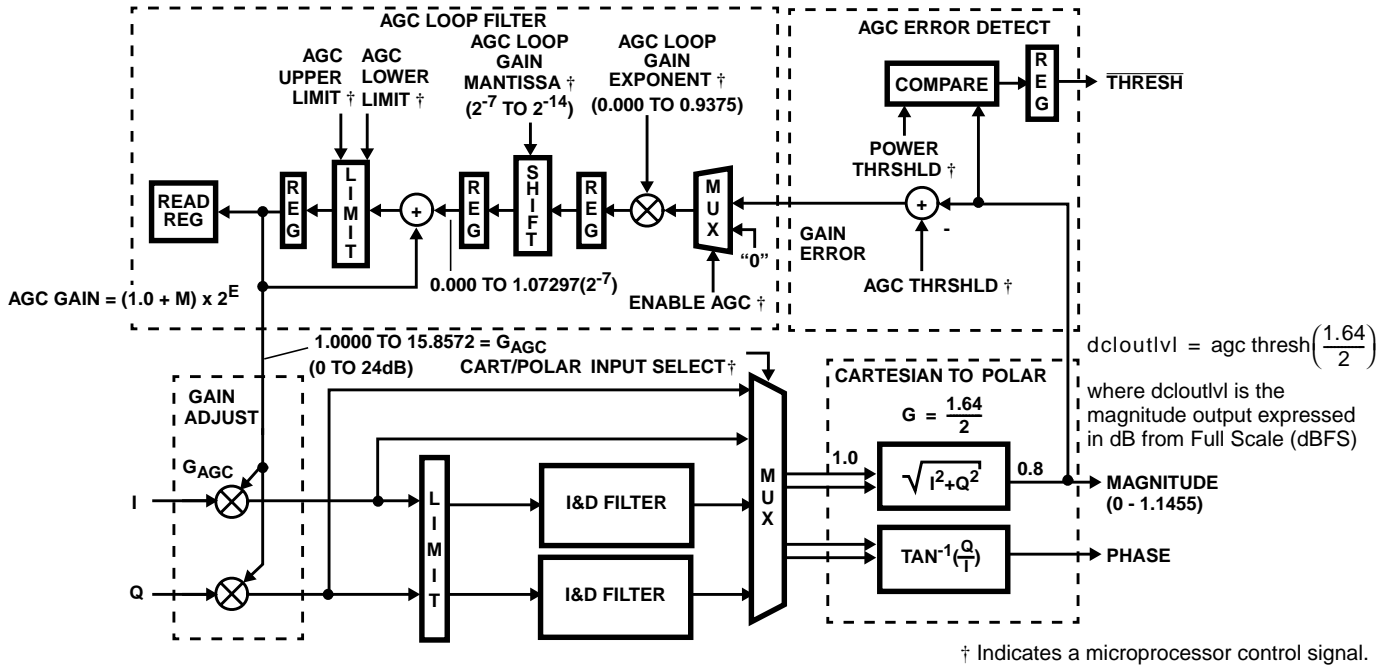 AGC LOOP FILTER
AGC
UPPER
LIMIT †
AGC
LOWER
LIMIT †
AGC LOOP
GAIN
MANTISSA †
(2-7 TO 2-14)
AGC LOOP
GAIN
EXPONENT †
(0.000 TO 0.9375)
AGC ERROR DETECT
COMPARE
REG
THRESH
POWER
THRSHLD †
READ
REG
REG
LIMIT
+
REG
SHIFT
REG
MUX
"0"
+
-
GAIN
ERROR
AGC THRSHLD †
0.000 TO 1.07297(2-7)
ENABLE AGC †
AGC GAIN = (1.0 + M) x 2E
1.0000 TO 15.8572 = GAGC
(0 TO 24dB)
CART/POLAR INPUT SELECT †
dcloutlvl = agc thresh(1.64/2)
where dcloutlvl is the
magnitude output expressed
in dB from Full Scale (dBFS)
GAIN
ADJUST
GAGC
I
Q
LIMIT
I&D FILTER
I&D FILTER
MUX
CARTESIAN TO POLAR
G = 1.64/2
1.0
√I2+Q2
0.8
MAGNITUDE
(0 - 1.1455)
TAN-1(Q/I)
PHASE
† Indicates a microprocessor control signal.